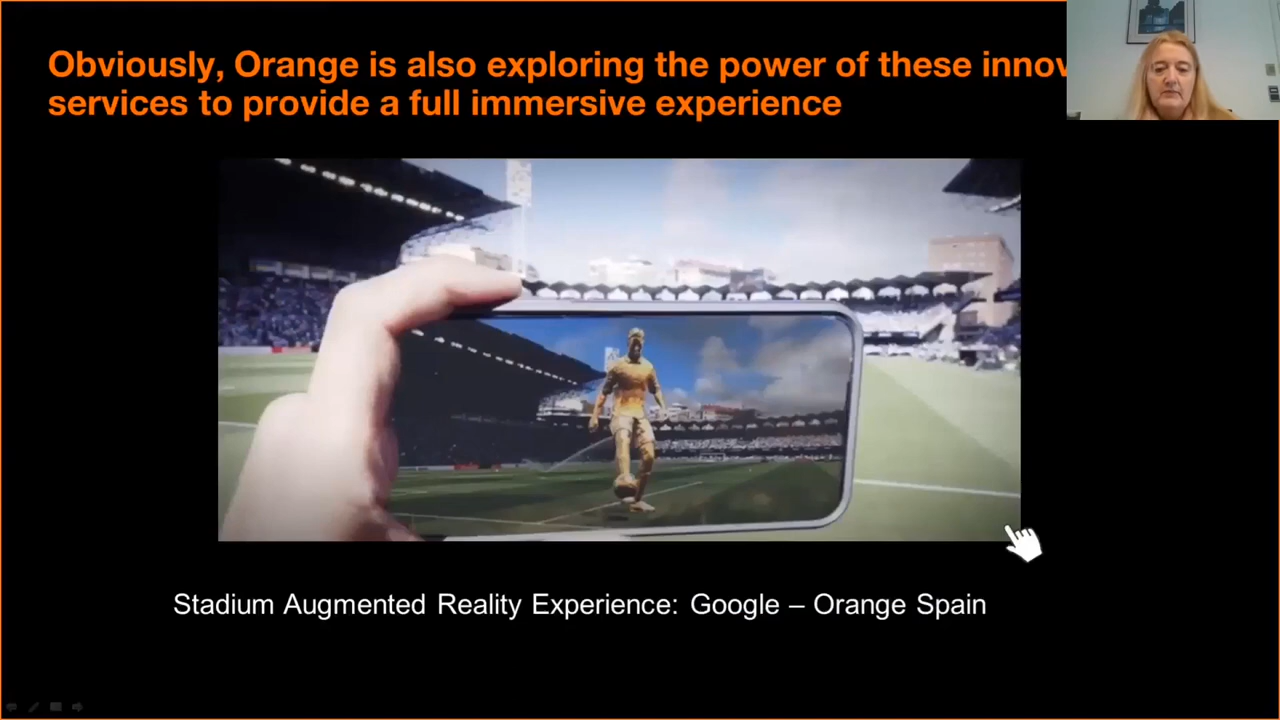 Obviously, Orange is also exploring the power of these innov
services to provide a full immersive experience
Stadium Augmented Reality Experience: Google – Orange Spain